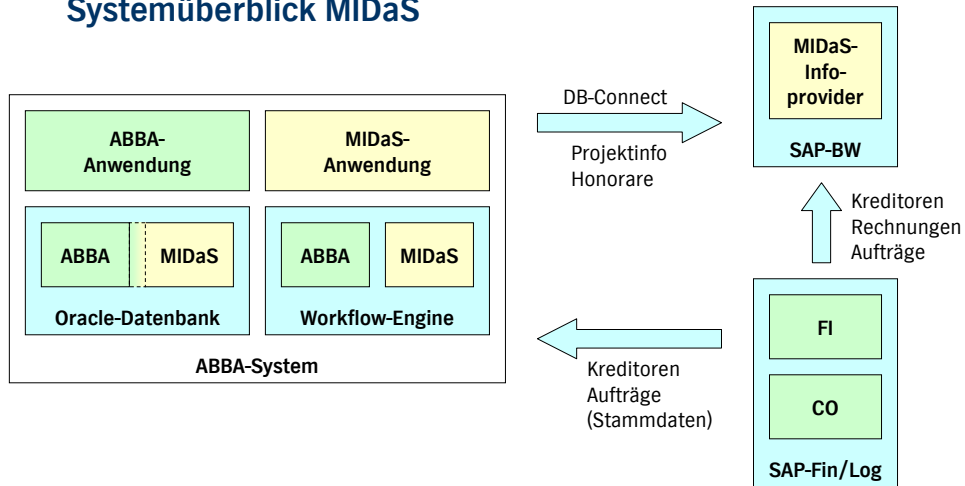 Systemüberblick MIDaS
MIDaS-
Info-
provider
SAP-BW
DB-Connect
Projektinfo
Honorare
ABBA-
Anwendung
MIDaS-
Anwendung
ABBA
MIDaS
Oracle-Datenbank
ABBA
MIDaS
Workflow-Engine
ABBA-System
Kreditoren
Rechnungen
Aufträge
Kreditoren
Aufträge
(Stammdaten)
FI
CO
SAP-Fin/Log